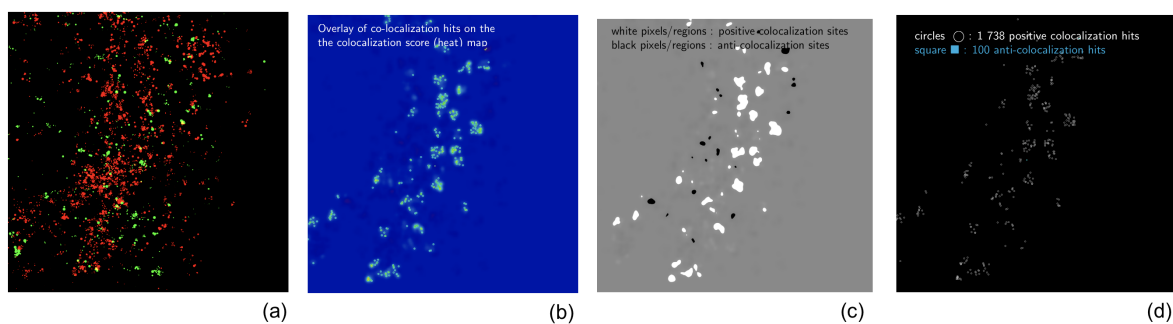 Overlay of co-localization hits on the
the colocalization score (heat) map
white pixels/regions : positive colocalization sites
black pixels/regions : anti-colocalization sites
circles ◯ : 1 738 positive colocalization hits
square ■ : 100 anti-colocalization hits
(a)
(b)
(c)
(d)